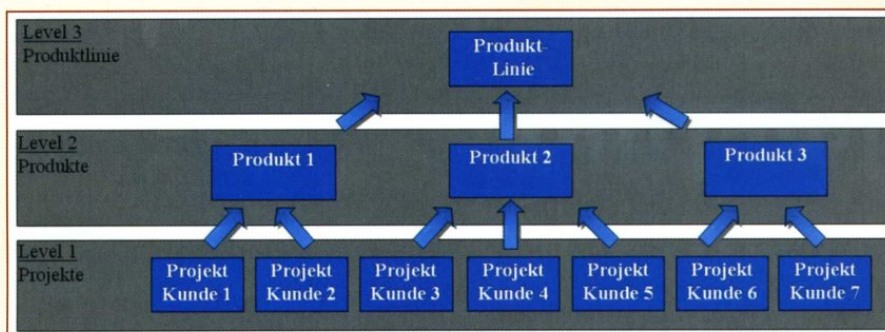 Level 3
Produktlinie
Produkt-
Linie
Level 2
Produkte
Produkt 1
Produkt 2
Produkt 3
Level 1
Projekte
Projekt
Kunde 1
Projekt
Kunde 2
Projekt
Kunde 3
Projekt
Kunde 4
Projekt
Kunde 5
Projekt
Kunde 6
Projekt
Kunde 7